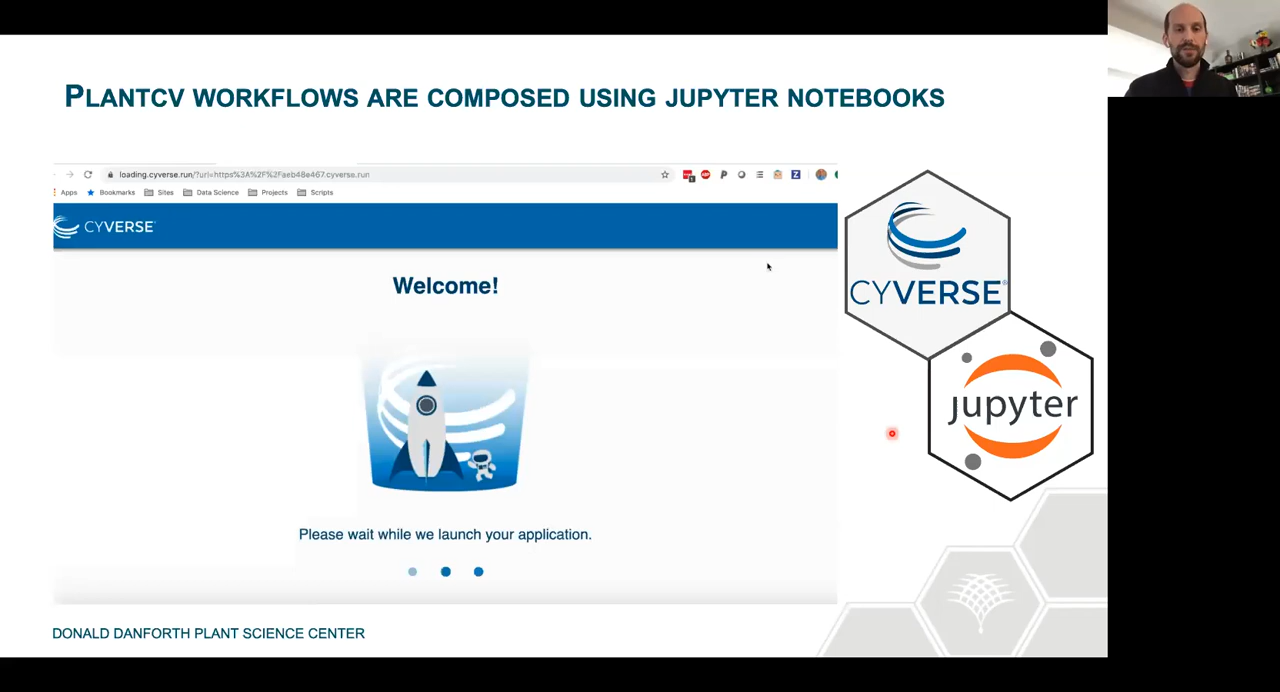 PLANTCV WORKFLOWS ARE COMPOSED USING JUPYTER NOTEBOOKS
loading.cyverse.run/?url=https%3A%2F%2Faeb48e467.cyverse.run
Apps Bookmarks Sites Data Science Projects Scripts
CYVERSE
Welcome!
Please wait while we launch your application.
CYVERSE®
jupyter
DONALD DANFORTH PLANT SCIENCE CENTER